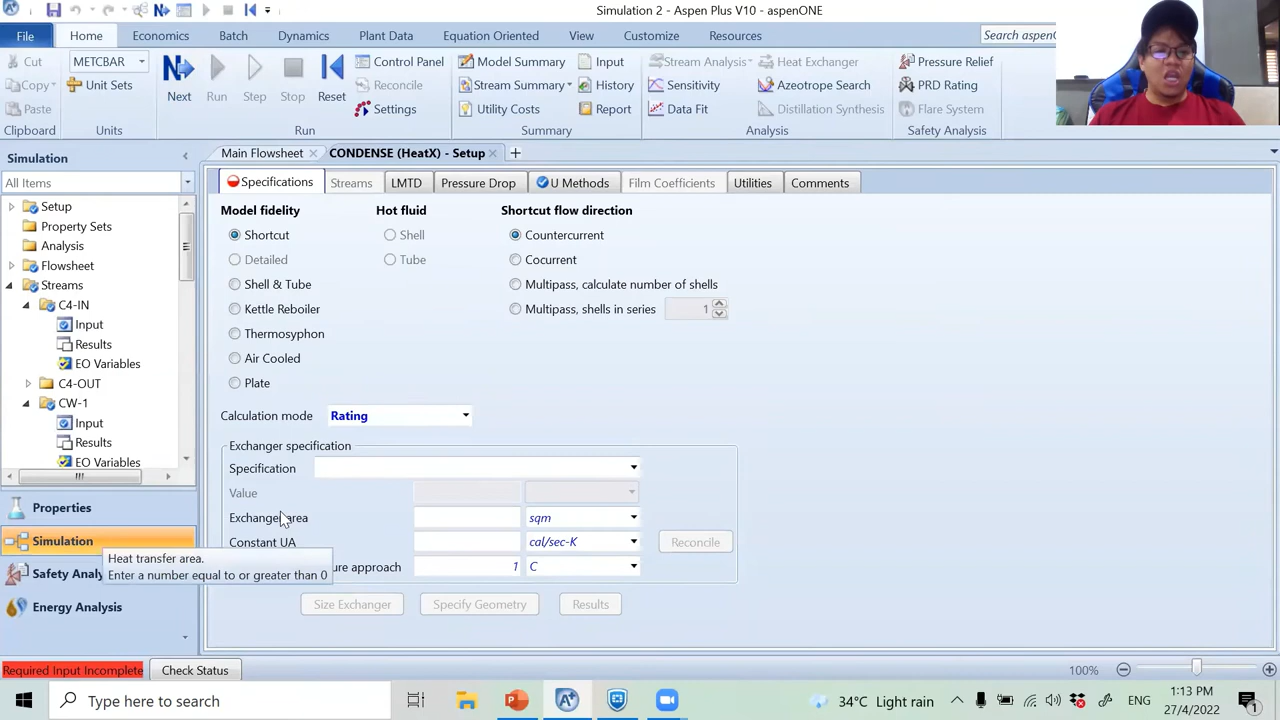 Simulation 2 - Aspen Plus V10 - aspenONE
File Home Economics Batch Dynamics Plant Data Equation Oriented View Customize Resources Search aspen
Cut METCBAR Control Panel Model Summary Input Stream Analysis Heat Exchanger Pressure Relief
Copy Unit Sets Next Run Step Stop Reset Reconcile Stream Summary History Sensitivity Azeotrope Search PRD Rating
Paste Settings Utility Costs Report Data Fit Distillation Synthesis Flare System
Clipboard Units Run Summary Analysis Safety Analysis
Simulation Main Flowsheet CONDENSE (HeatX) - Setup
All Items Specifications Streams LMTD Pressure Drop U Methods Film Coefficients Utilities Comments
Setup
Property Sets
Analysis
Flowsheet
Streams
C4-IN
Input
Results
EO Variables
C4-OUT
CW-1
Input
Results
EO Variables
Properties
Simulation
Safety Analy
Energy Analysis
Model fidelity Hot fluid Shortcut flow direction
Shortcut Shell Countercurrent
Detailed Tube Cocurrent
Shell & Tube Multipass, calculate number of shells
Kettle Reboiler Multipass, shells in series 1
Thermosyphon
Air Cooled
Plate
Calculation mode Rating
Exchanger specification
Specification
Value
Exchanger area sqm
Constant UA cal/sec-K Reconcile
ure approach 1 C
Heat transfer area.
Enter a number equal to or greater than 0
Size Exchanger Specify Geometry Results
Required Input Incomplete Check Status 100%
Type here to search 34°C Light rain ENG 1:13 PM
27/4/2022
1